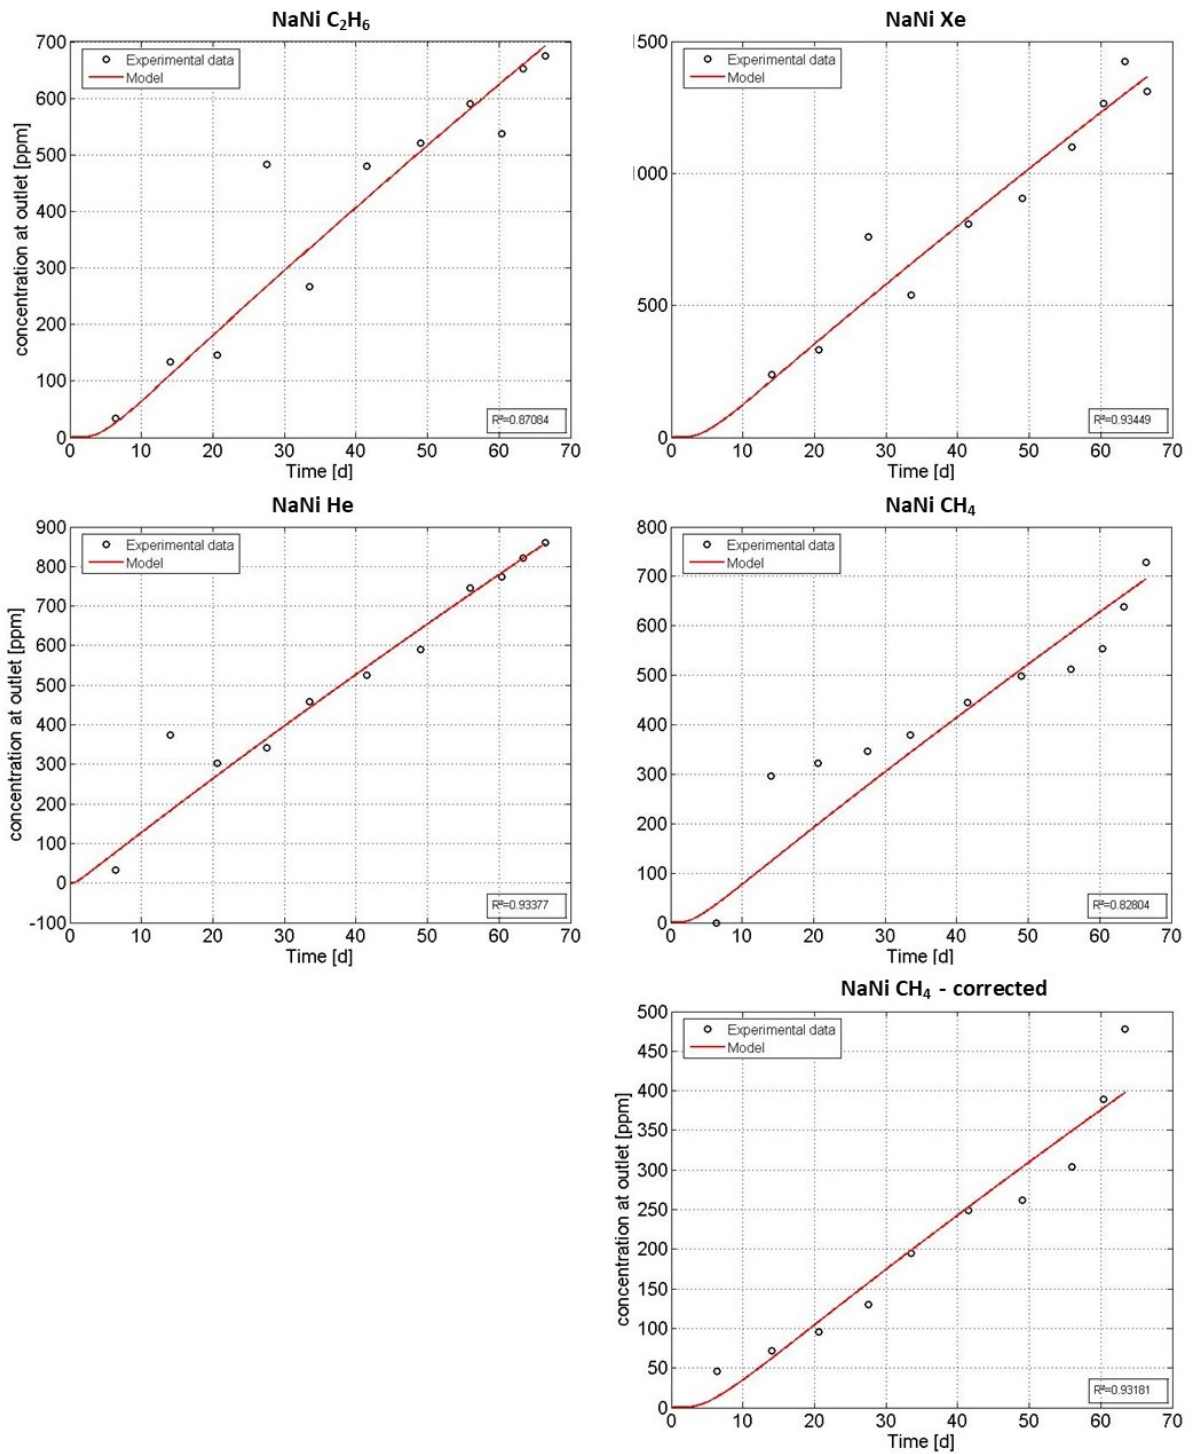 NaNi C₂H₆
700
600
500
400
300
200
100
0
0 10 20 30 40 50 60 70
Experimental data
Model
concentration at outlet [ppm]
R²=0.87084
Time [d]
NaNi Xe
1500
1000
500
0
0 10 20 30 40 50 60 70
Experimental data
Model
R²=0.93449
Time [d]
NaNi He
900
800
700
600
500
400
300
200
100
0
-100
0 10 20 30 40 50 60 70
Experimental data
Model
concentration at outlet [ppm]
R²=0.93377
Time [d]
NaNi CH₄
800
700
600
500
400
300
200
100
0
0 10 20 30 40 50 60 70
Experimental data
Model
R²=0.82804
Time [d]
NaNi CH₄ - corrected
500
450
400
350
300
250
200
150
100
50
0
0 10 20 30 40 50 60 70
Experimental data
Model
concentration at outlet [ppm]
R²=0.93181
Time [d]